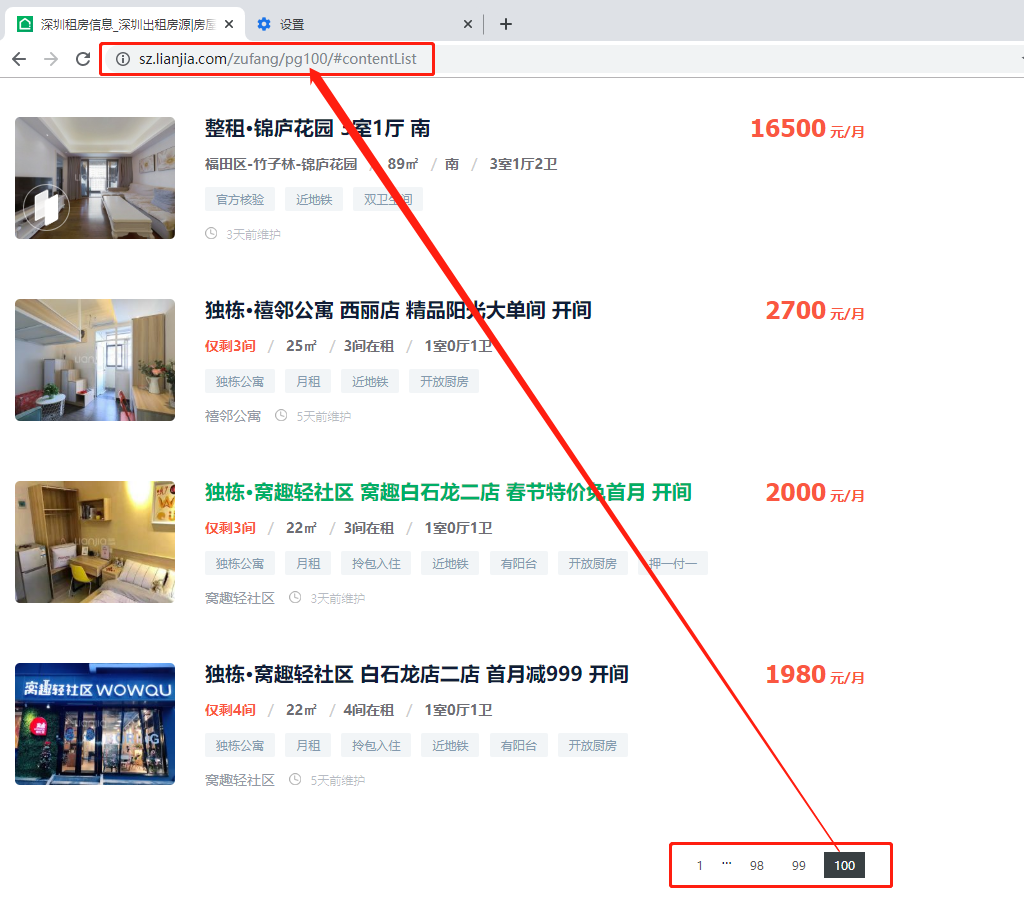 深圳租房信息_深圳出租房源|房屋
设置
sz.lianjia.com/zufang/pg100/#contentList
整租•锦庐花园 3室1厅 南
16500 元/月
福田区-竹子林-锦庐花园 / 89㎡ / 南 / 3室1厅2卫
官方核验 近地铁 双卫生间
3天前维护
独栋•禧邻公寓 西丽店 精品阳光大单间 开间
2700 元/月
仅剩3间 / 25㎡ / 3间在租 / 1室0厅1卫
独栋公寓 月租 近地铁 开放厨房
禧邻公寓 5天前维护
独栋•窝趣轻社区 窝趣白石龙二店 春节特价免首月 开间
2000 元/月
仅剩3间 / 22㎡ / 3间在租 / 1室0厅1卫
独栋公寓 月租 拎包入住 近地铁 有阳台 开放厨房 押一付一
窝趣轻社区 3天前维护
独栋•窝趣轻社区 白石龙店二店 首月减999 开间
1980 元/月
仅剩4间 / 22㎡ / 4间在租 / 1室0厅1卫
独栋公寓 月租 拎包入住 近地铁 有阳台 开放厨房
窝趣轻社区 5天前维护
窝趣轻社区 WOWQU
1 ... 98 99 100